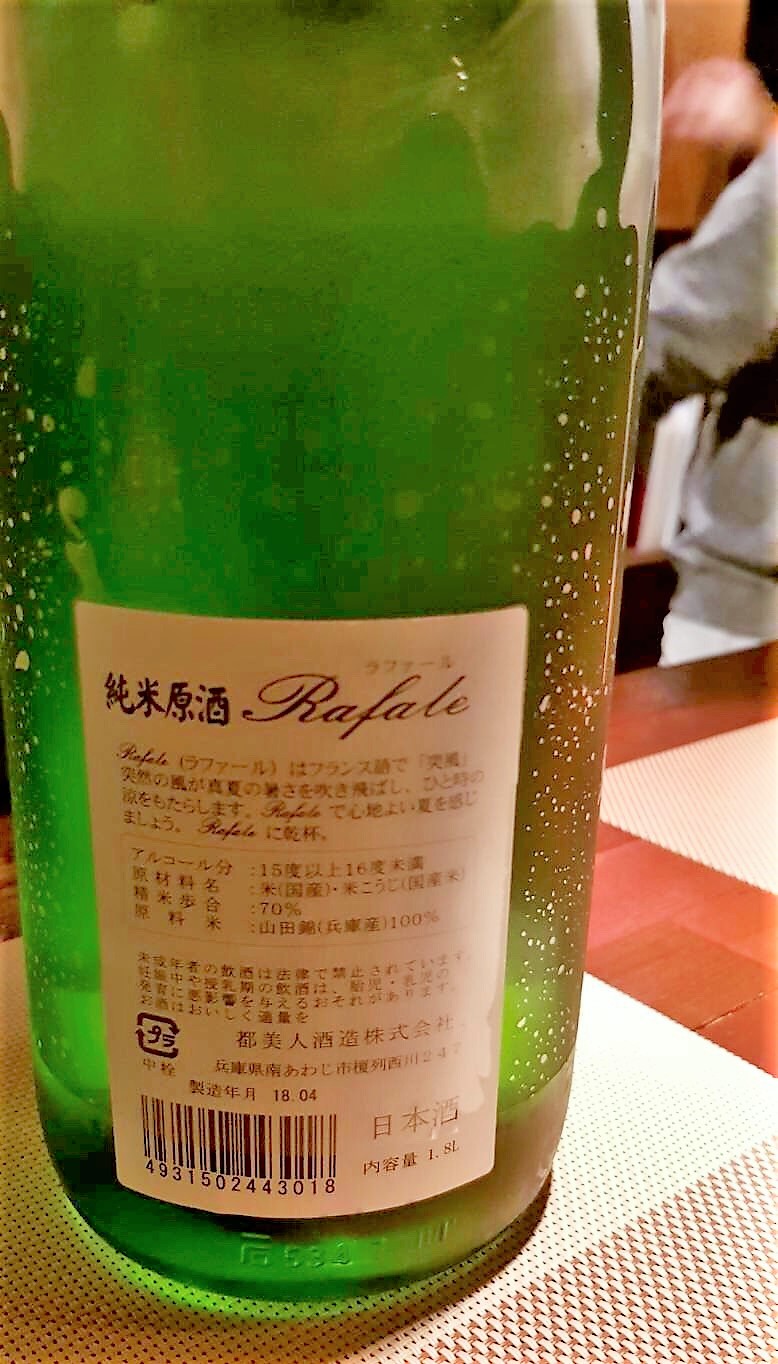 ラファール
純米原酒 Rafale
Rafale (ラファール) はフランス語で「突風」
突然の風が真夏の暑さを吹き飛ばし、ひと時の
涼をもたらします。Rafale で心地よい夏を感じ
ましょう。 Rafale に乾杯。
アルコール分 :15度以上16度未満
原材料名 :米(国産)・米こうじ(国産米)
精米歩合 :70%
原料米 :山田錦(兵庫産)100%
未成年者の飲酒は法律で禁止されています。
妊娠中や授乳期の飲酒は、胎児・乳児の
発育に悪影響を与えるおそれがあります。
お酒はおいしく適量を
プラ
都美人酒造株式会社
中栓 兵庫県南あわじ市榎列西川247
製造年月 18.04
日本酒
4931502443018
内容量 1.8L